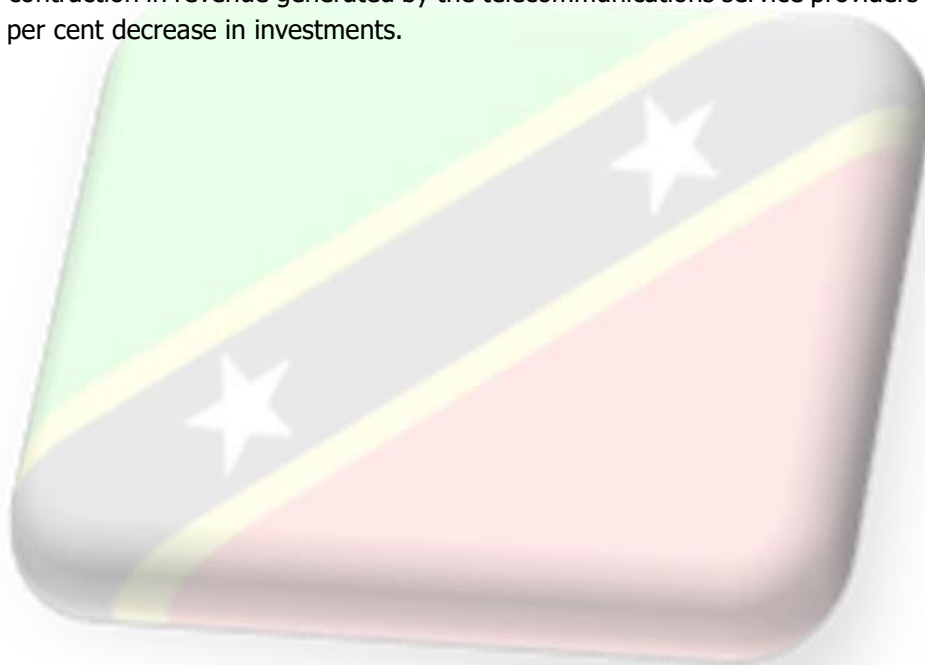 contraction in revenue generated by the telecommunications service providers
per cent decrease in investments.